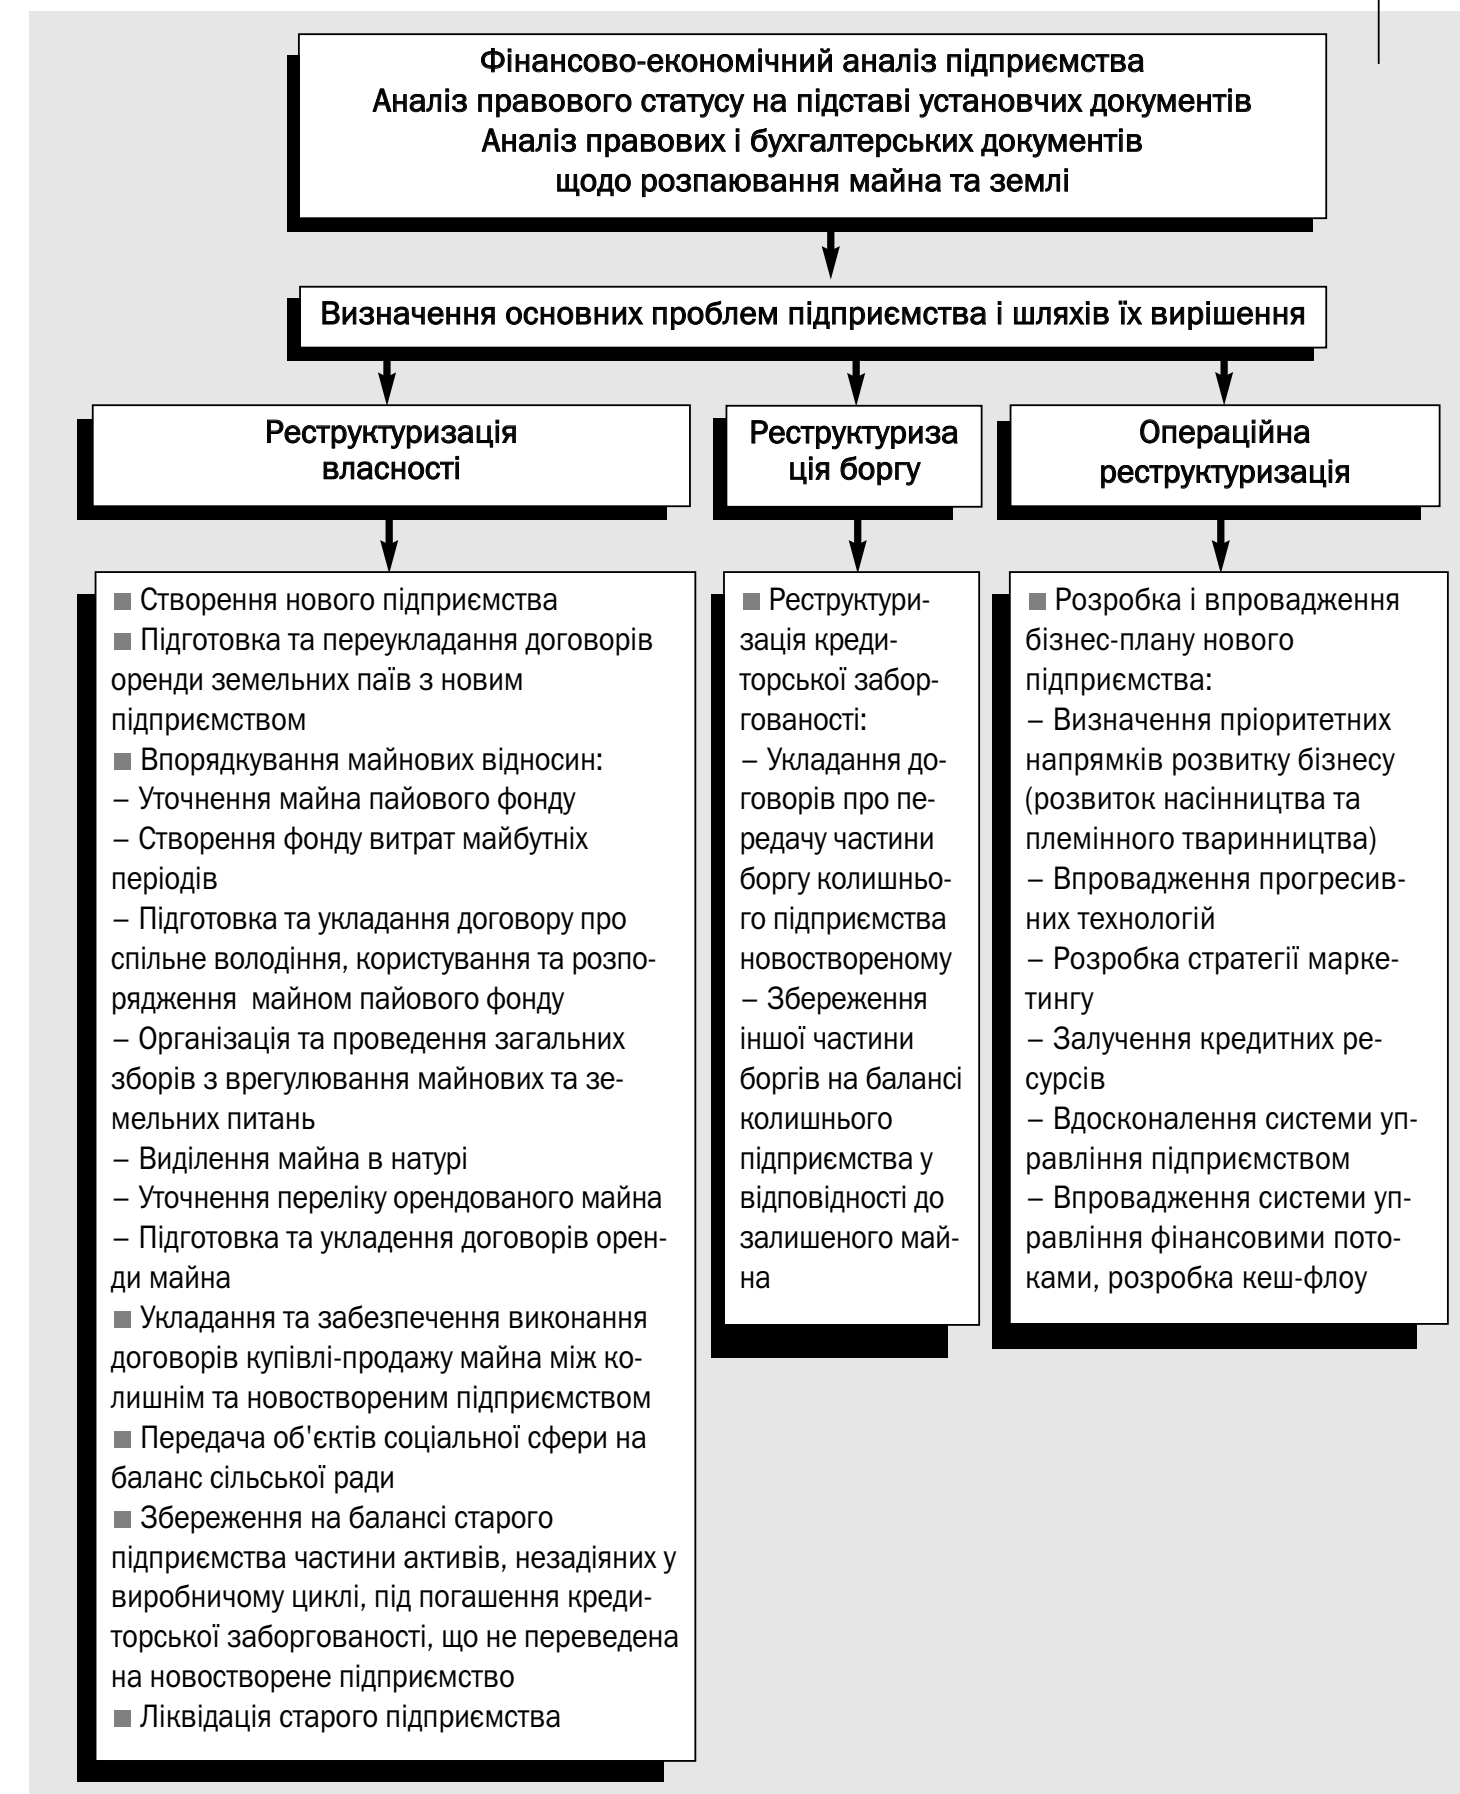 Фінансово-економічний аналіз підприємства
Аналіз правового статусу на підставі установчих документів
Аналіз правових і бухгалтерських документів
щодо розпаювання майна та землі
Визначення основних проблем підприємства і шляхів їх вирішення
Реструктуризація
власності
Реструктуриза
ція боргу
Операційна
реструктуризація
■ Створення нового підприємства
■ Підготовка та переукладання договорів
оренди земельних паїв з новим
підприємством
■ Впорядкування майнових відносин:
– Уточнення майна пайового фонду
– Створення фонду витрат майбутніх
періодів
– Підготовка та укладання договору про
спільне володіння, користування та розпо-
рядження майном пайового фонду
– Організація та проведення загальних
зборів з врегулювання майнових та зе-
мельних питань
– Виділення майна в натурі
– Уточнення переліку орендованого майна
– Підготовка та укладення договорів орен-
ди майна
■ Укладання та забезпечення виконання
договорів купівлі-продажу майна між ко-
лишнім та новоствореним підприємством
■ Передача об'єктів соціальної сфери на
баланс сільської ради
■ Збереження на балансі старого
підприємства частини активів, незадіяних у
виробничому циклі, під погашення креди-
торської заборгованості, що не переведена
на новостворене підприємство
■ Ліквідація старого підприємства
■ Реструктури-
зація креди-
торської забор-
гованості:
– Укладання до-
говорів про пе-
редачу частини
боргу колишньо-
го підприємства
новоствореному
– Збереження
іншої частини
боргів на балансі
колишнього
підприємства у
відповідності до
залишеного май-
на
■ Розробка і впровадження
бізнес-плану нового
підприємства:
– Визначення пріоритетних
напрямків розвитку бізнесу
(розвиток насінництва та
племінного тваринництва)
– Впровадження прогресив-
них технологій
– Розробка стратегії марке-
тингу
– Залучення кредитних ре-
сурсів
– Вдосконалення системи уп-
равління підприємством
– Впровадження системи уп-
равління фінансовими пото-
ками, розробка кеш-флоу